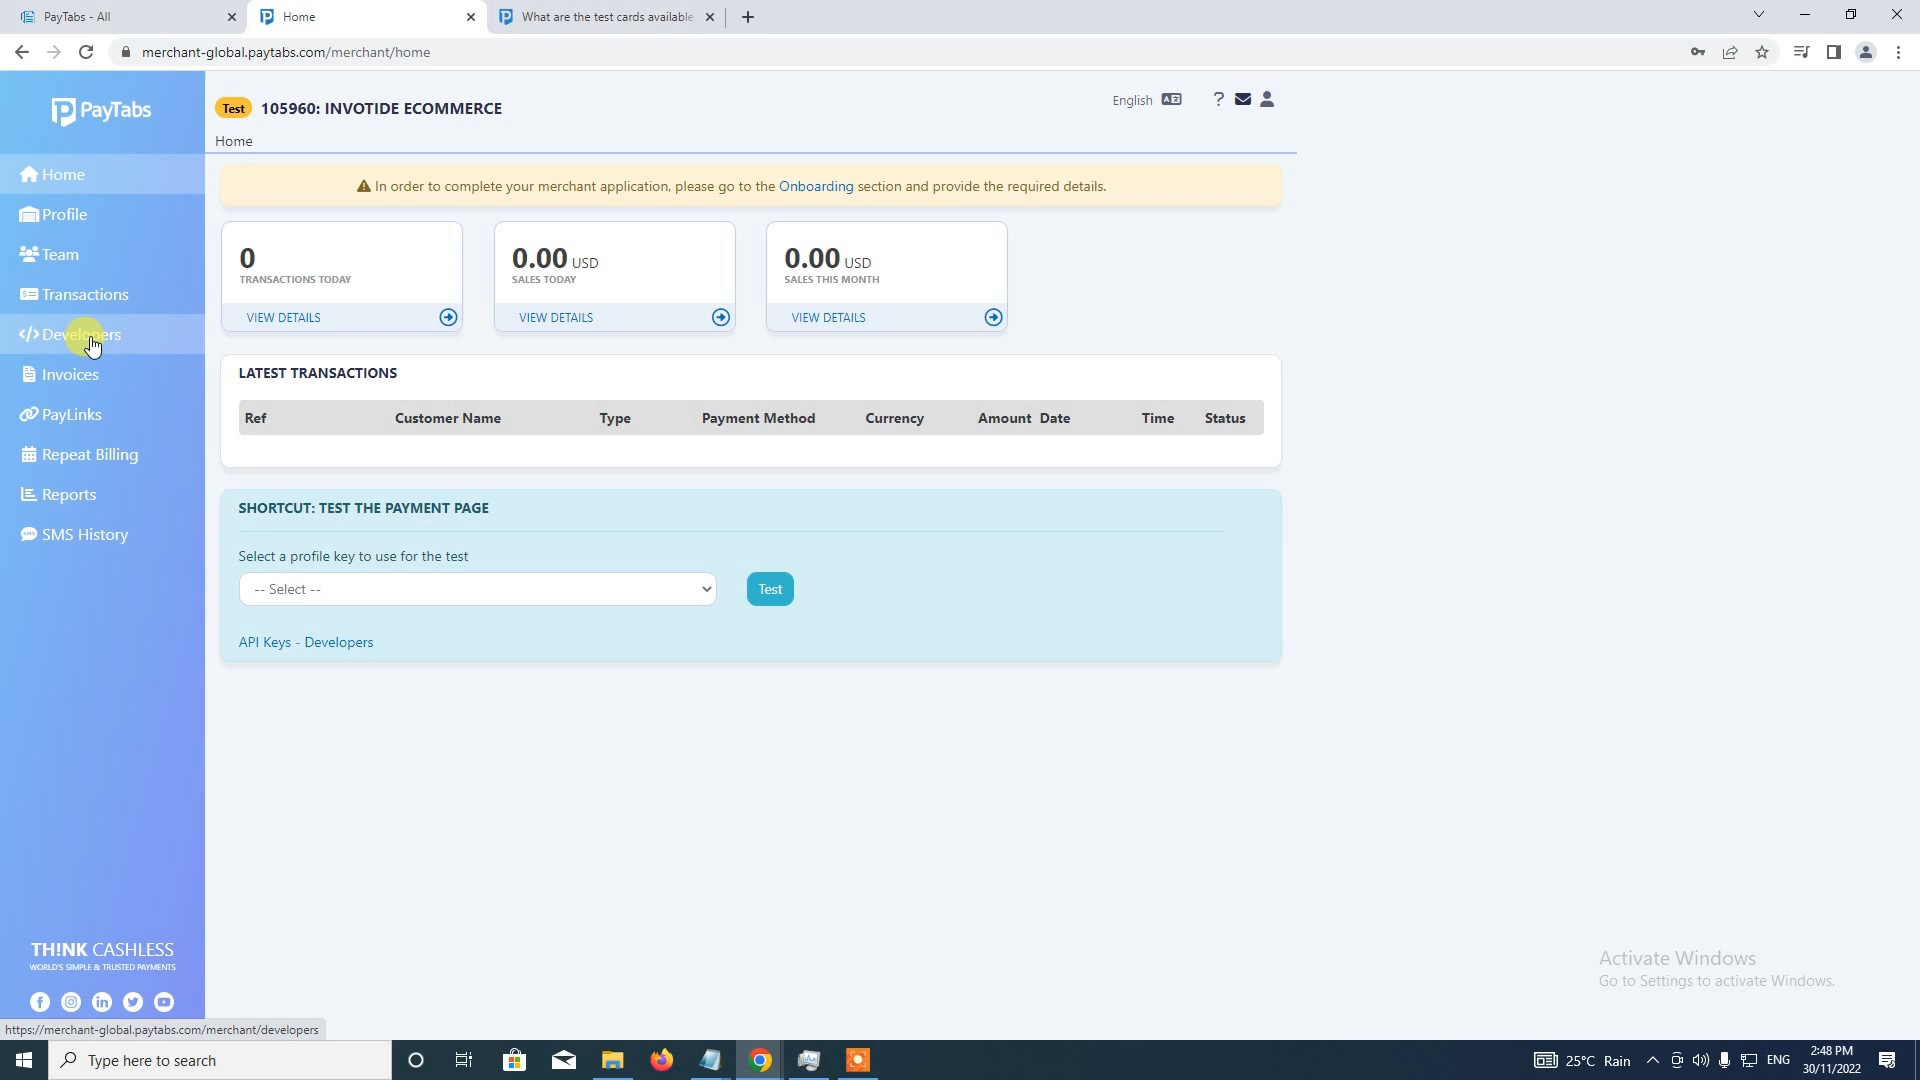 PayTabs - All
Home
What are the test cards available
merchant-global.paytabs.com/merchant/home
PayTabs
Home
Profile
Team
Transactions
Developers
Invoices
PayLinks
Repeat Billing
Reports
SMS History
TH!NK CASHLESS
WORLD'S SIMPLE & TRUSTED PAYMENTS
Test 105960: INVOTIDE ECOMMERCE
English
Home
In order to complete your merchant application, please go to the Onboarding section and provide the required details.
0
TRANSACTIONS TODAY
VIEW DETAILS
0.00 USD
SALES TODAY
VIEW DETAILS
0.00 USD
SALES THIS MONTH
VIEW DETAILS
LATEST TRANSACTIONS
Ref Customer Name Type Payment Method Currency Amount Date Time Status
SHORTCUT: TEST THE PAYMENT PAGE
Select a profile key to use for the test
-- Select --
Test
API Keys - Developers
Activate Windows
Go to Settings to activate Windows.
https://merchant-global.paytabs.com/merchant/developers
Type here to search
25°C Rain
ENG
2:48 PM
30/11/2022